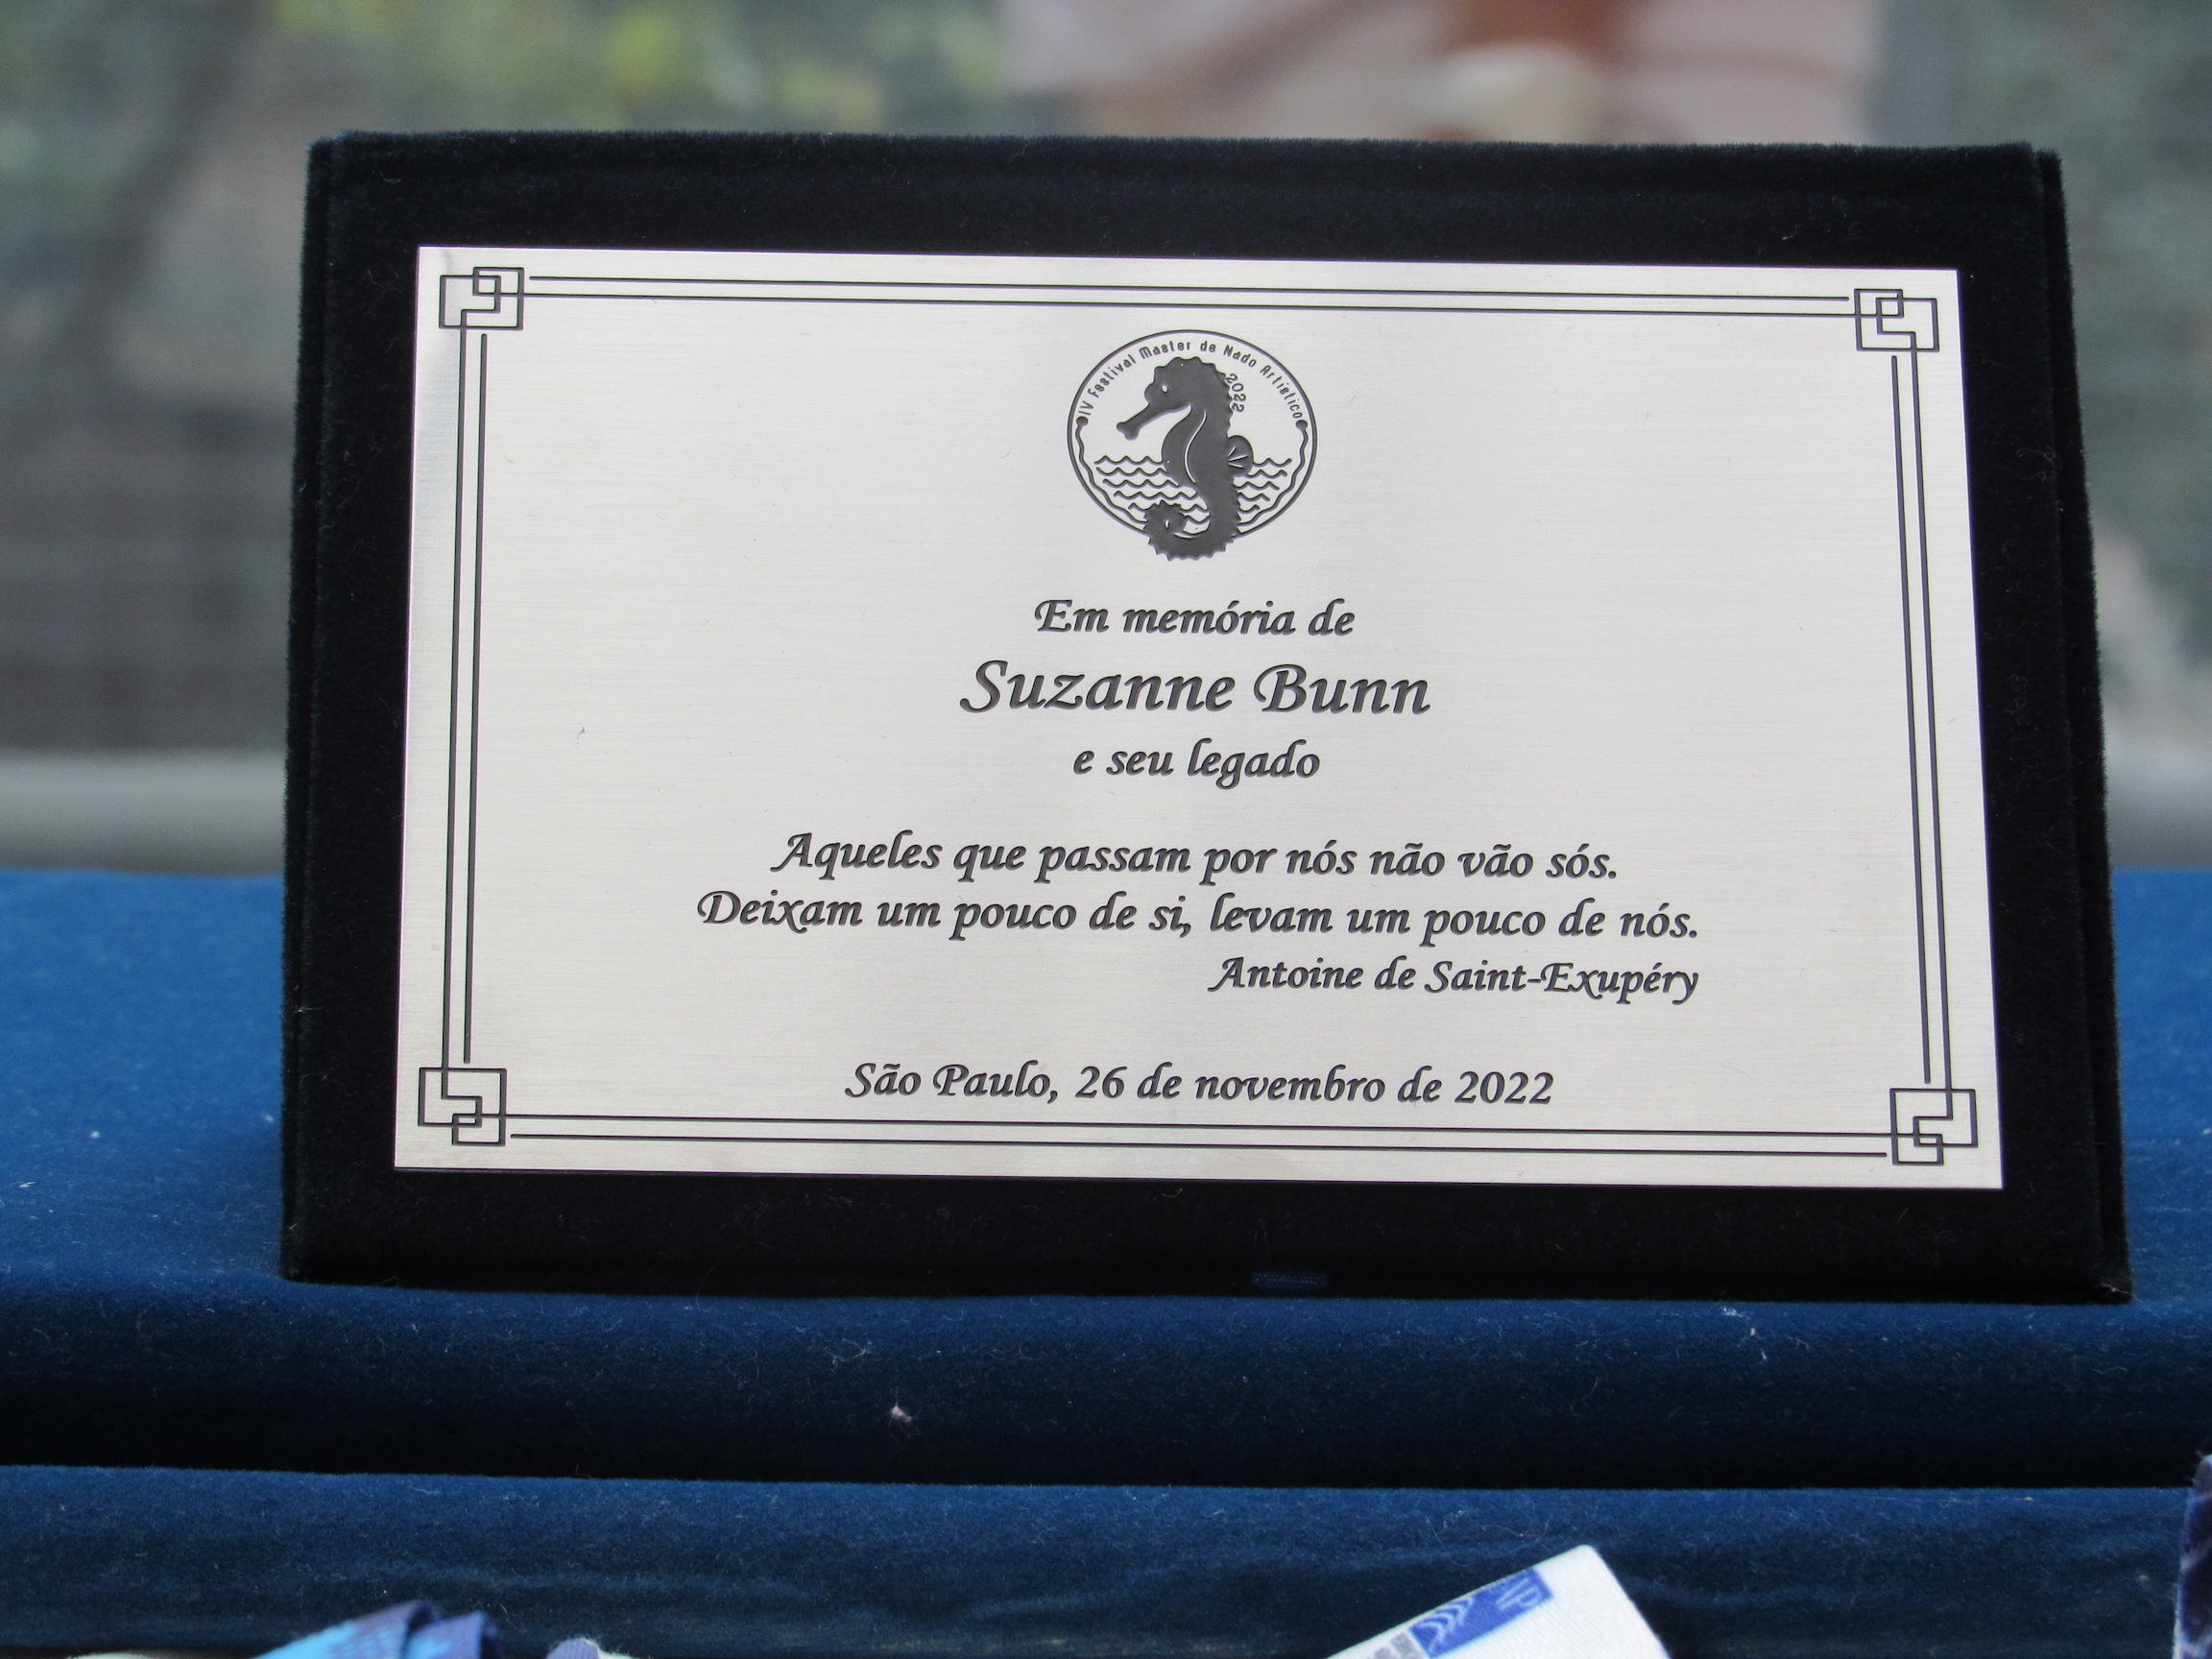 IV Festival Master de Nado Artístico
2022
Em memória de
Suzanne Bunn
e seu legado
Aqueles que passam por nós não vão sós.
Deixam um pouco de si, levam um pouco de nós.
Antoine de Saint-Exupéry
São Paulo, 26 de novembro de 2022